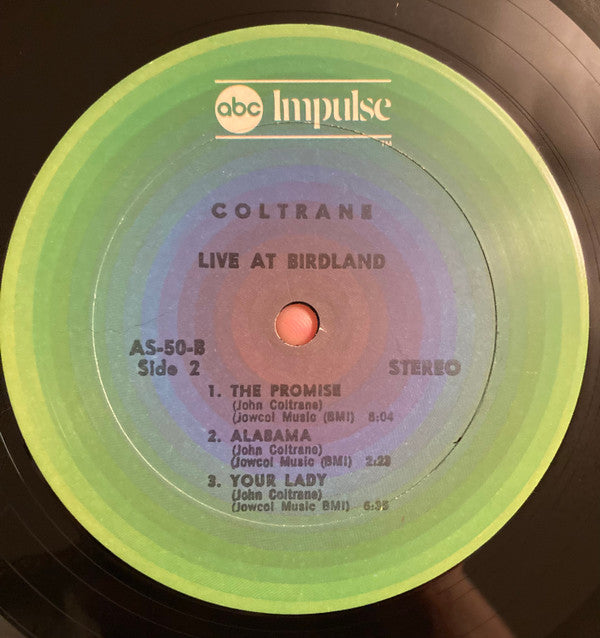 abc Impulse
TM
COLTRANE
LIVE AT BIRDLAND
AS-50-B
Side 2
STEREO
1. THE PROMISE
(John Coltrane)
(Jowcol Music (BMI) 8:04
2. ALABAMA
(John Coltrane)
(Jowcol Music (BMI) 2:23
3. YOUR LADY
(John Coltrane)
(Jowcol Music BMI) 6:35